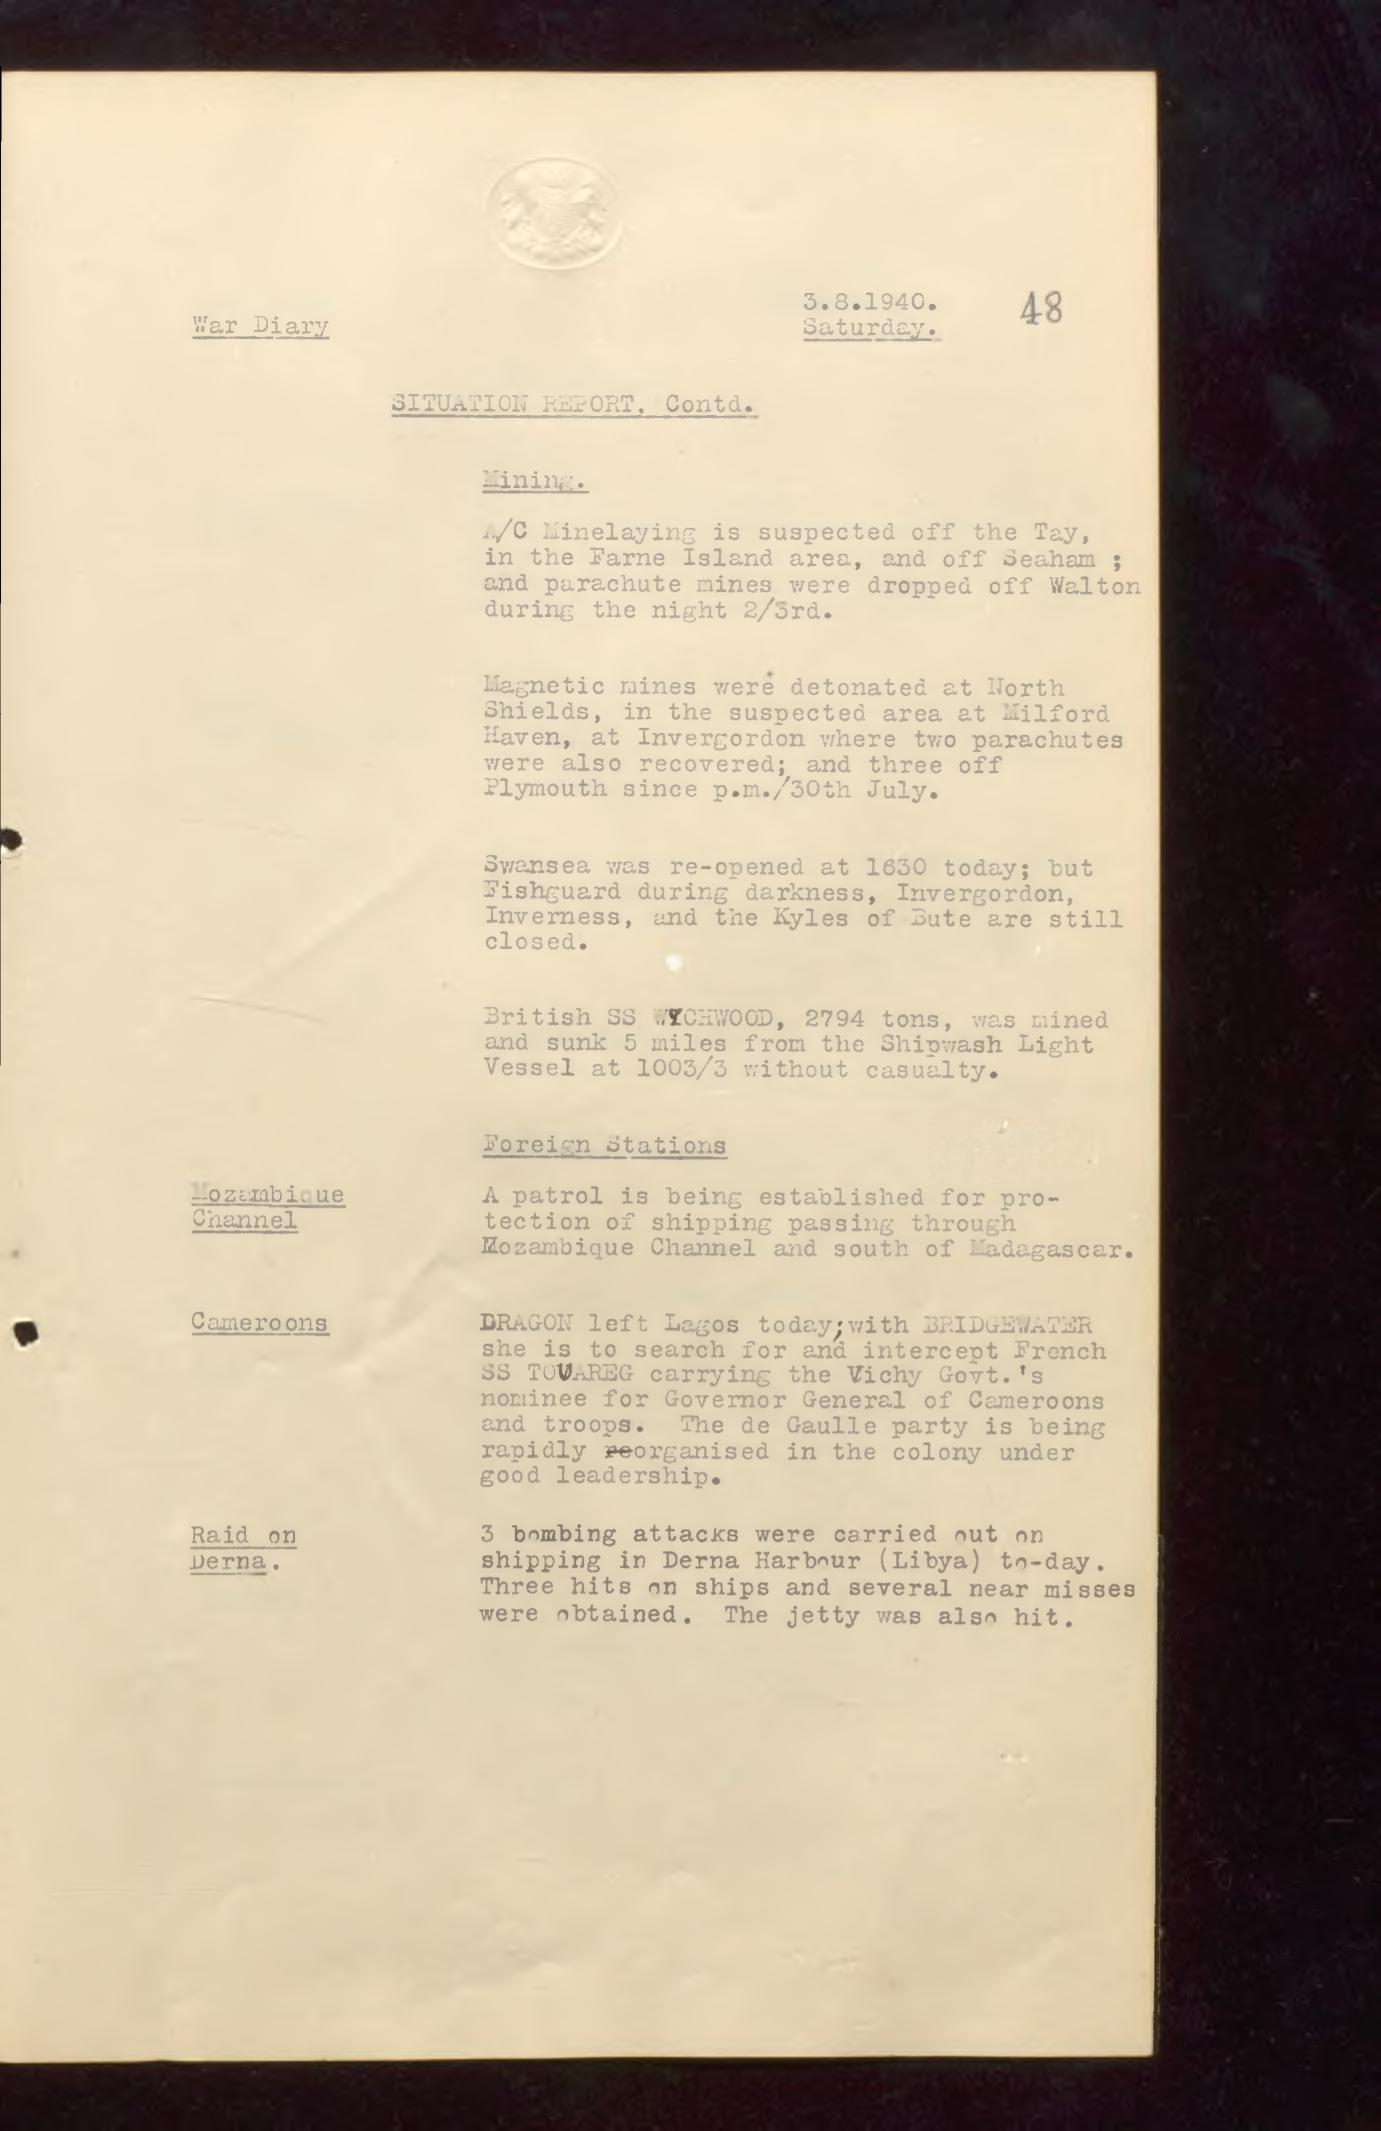 3.8.1940. 48
War Diary
Saturday.
SITUATION REPORT. Contd.
Mining.
A/C Minelaying is suspected off the Tay,
in the Farne Island area, and off Seaham ;
and parachute mines were dropped off Walton
during the night 2/3rd.
Magnetic mines were detonated at North
Shields, in the suspected area at Milford
Haven, at Invergordon where two parachutes
were also recovered; and three off
Plymouth since p.m./30th July.
Swansea was re-opened at 1630 today; but
Fishguard during darkness, Invergordon,
Inverness, and the Kyles of Bute are still
closed.
British SS WYCHWOOD, 2794 tons, was mined
and sunk 5 miles from the Shipwash Light
Vessel at 1003/3 without casualty.
Foreign Stations
Mozambique
Channel
A patrol is being established for pro-
tection of shipping passing through
Mozambique Channel and south of Madagascar.
Cameroons
DRAGON left Lagos today;with BRIDGEWATER
she is to search for and intercept French
SS TOUAREG carrying the Vichy Govt.'s
nominee for Governor General of Cameroons
and troops. The de Gaulle party is being
rapidly reorganised in the colony under
good leadership.
Raid on
Derna.
3 bombing attacks were carried out on
shipping in Derna Harbour (Libya) to-day.
Three hits on ships and several near misses
were obtained. The jetty was also hit.